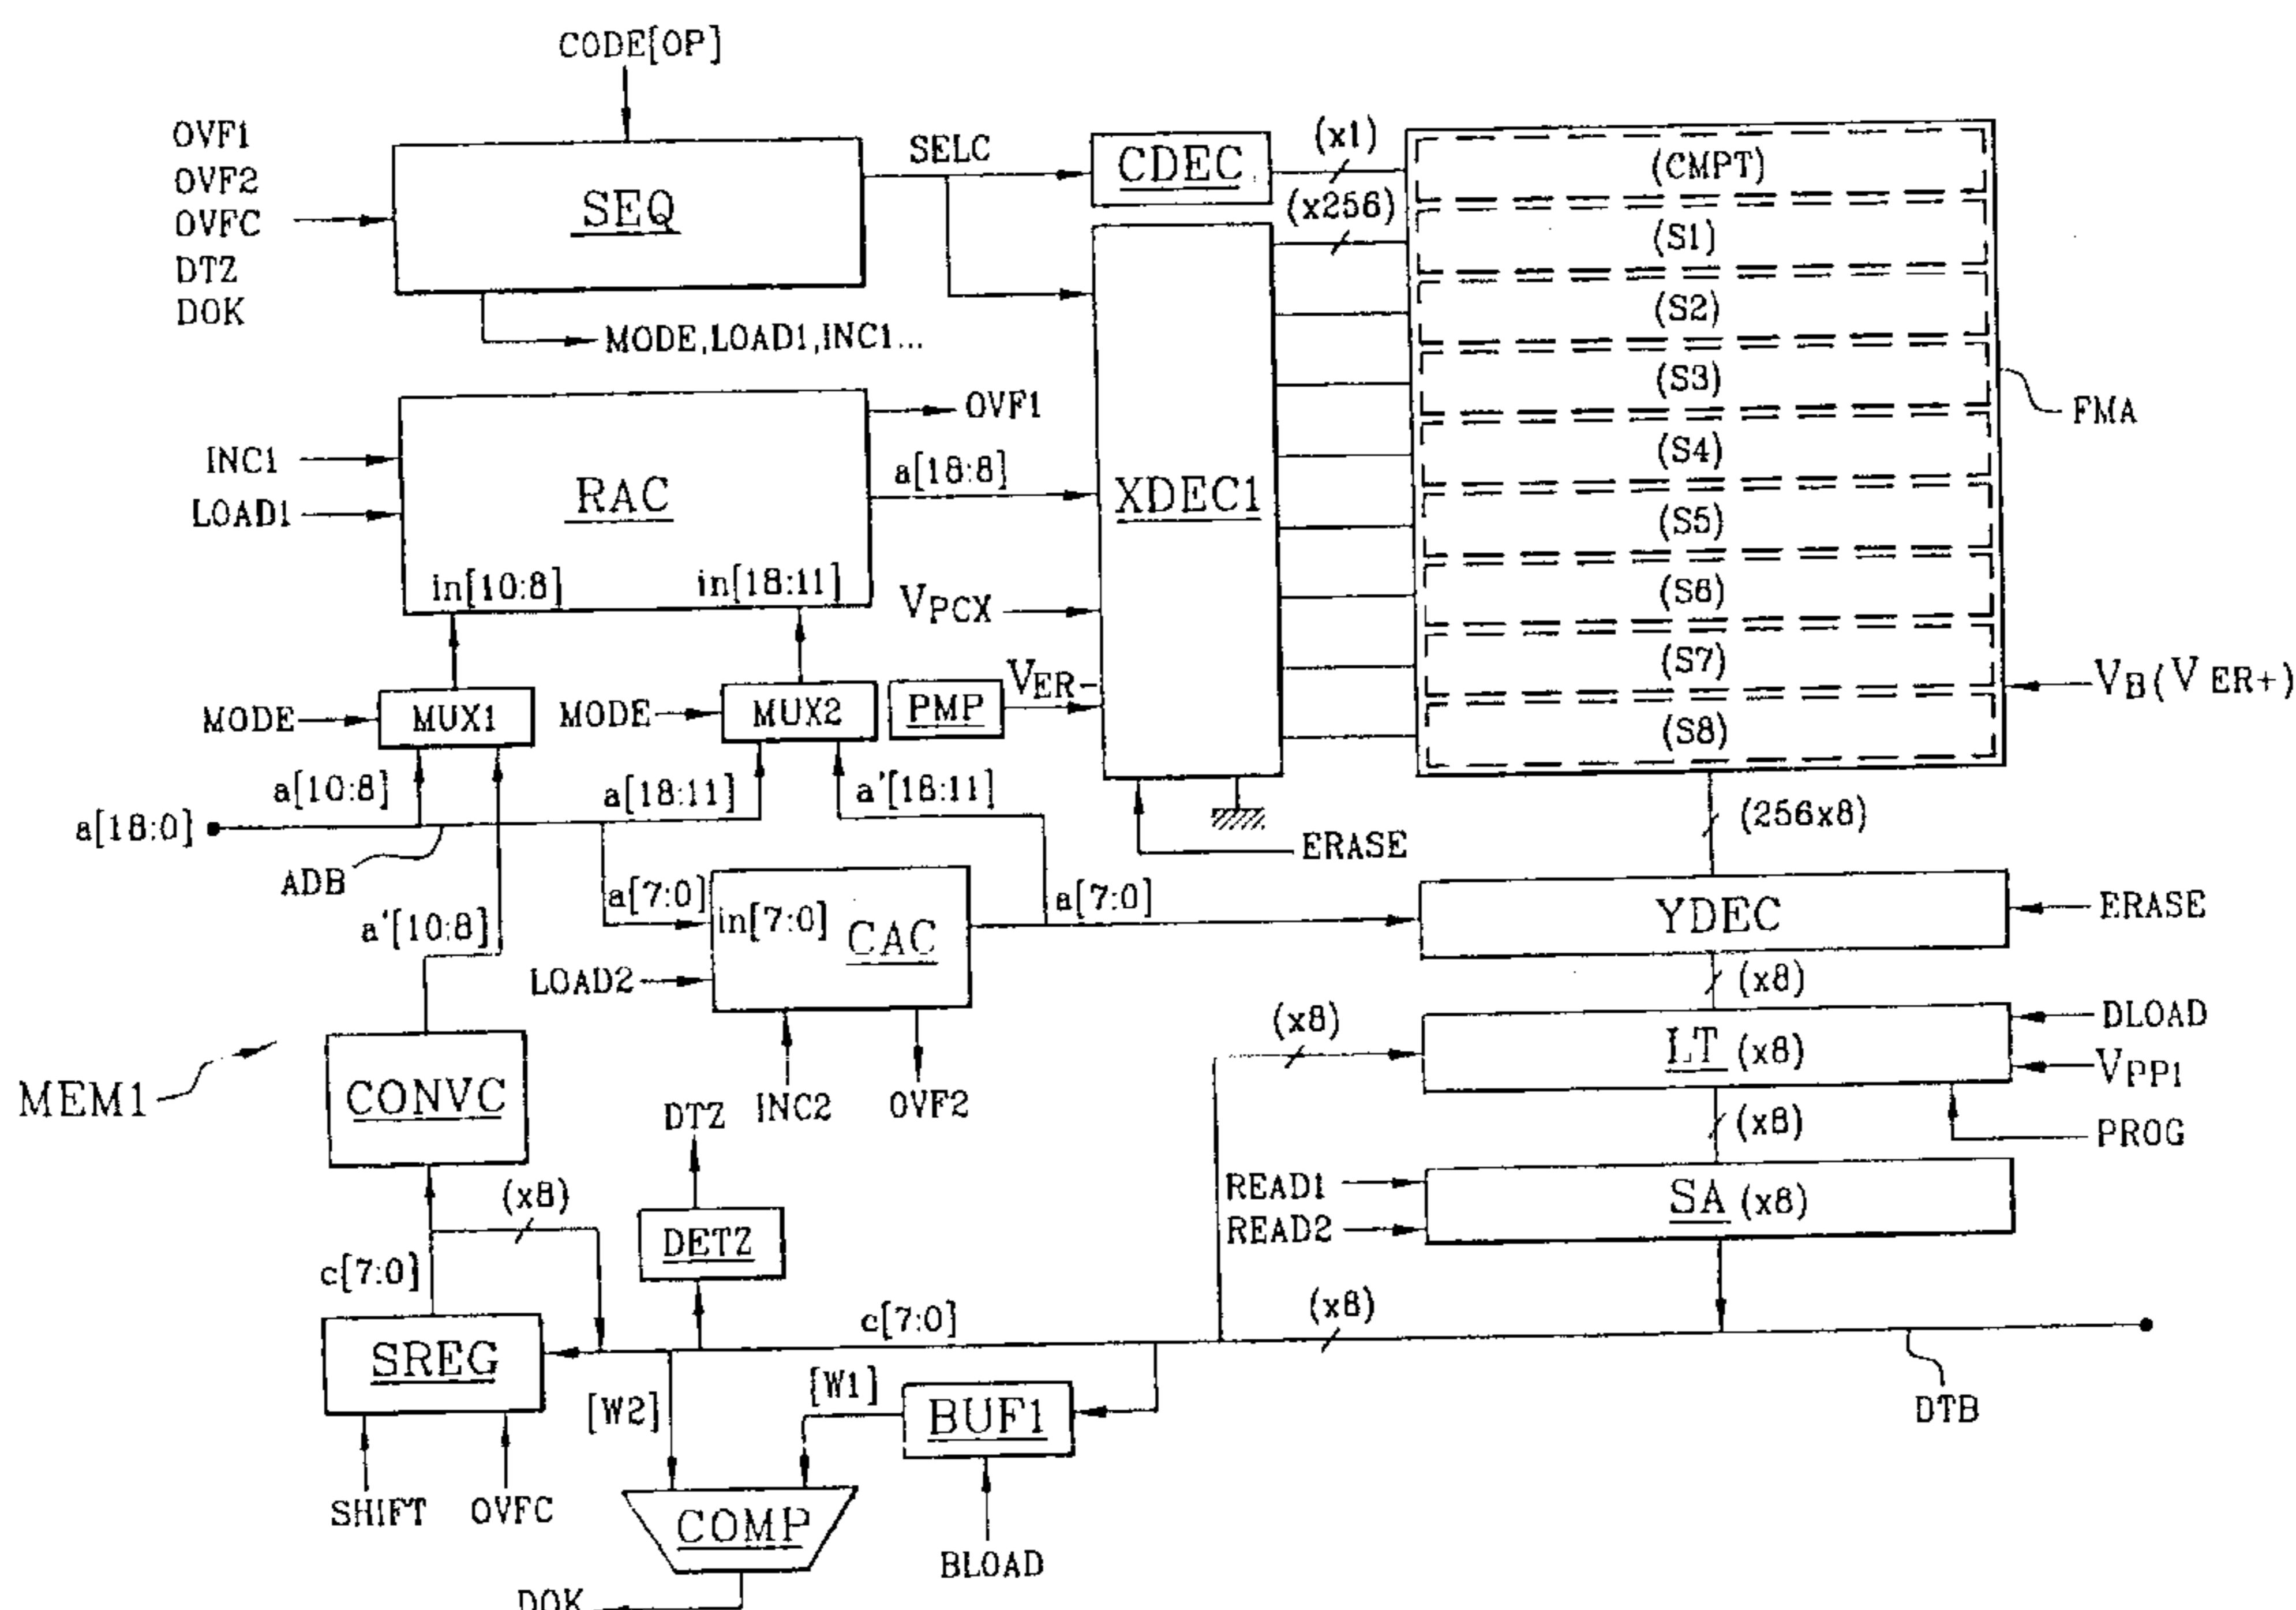 CODE[OP]
OVF1
OVF2
OVFC
DTZ
DOK
SEQ
SELC
CDEC
(x1)
(x256)
(CMPT)
(S1)
(S2)
(S3)
(S4)
(S5)
(S6)
(S7)
(S8)
FMA
MODE,LOAD1,INC1...
INC1
LOAD1
RAC
OVF1
a[18:8]
XDEC1
in[10:8]
in[18:11]
VPCX
MODE
MUX1
MODE
MUX2
PMP
VER-
VB(VER+)
a[10:8]
a[18:11]
a'[18:11]
a[18:0]
ADB
ERASE
(256x8)
a'[10:8]
a[7:0]
in[7:0]
CAC
a[7:0]
YDEC
ERASE
LOAD2
(x8)
(x8)
LT (x8)
DLOAD
VPP1
MEM1
CONVC
DTZ
INC2
OVF2
(x8)
PROG
(x8)
DETZ
READ1
READ2
SA (x8)
c[7:0]
SREG
c[7:0]
(x8)
[W2]
[W1]
BUF1
DTB
SHIFT
OVFC
COMP
BLOAD
DOK